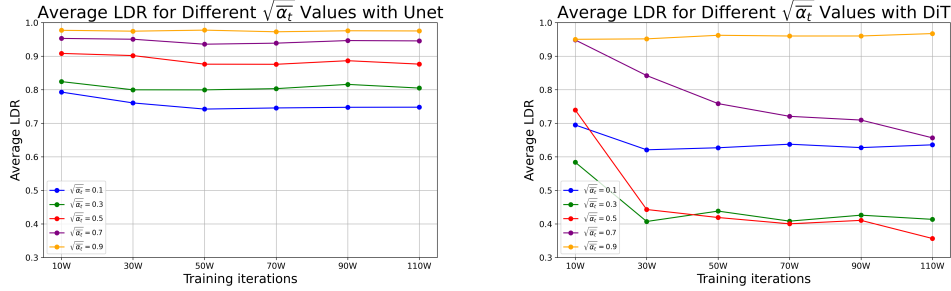 Average LDR for Different √ᾱₜ Values with Unet
Average LDR
1.0
0.9
0.8
0.7
0.6
0.5
0.4
0.3
√ᾱₜ = 0.1
√ᾱₜ = 0.3
√ᾱₜ = 0.5
√ᾱₜ = 0.7
√ᾱₜ = 0.9
10W 30W 50W 70W 90W 110W
Training iterations
Average LDR for Different √ᾱₜ Values with DiT
Average LDR
1.0
0.9
0.8
0.7
0.6
0.5
0.4
0.3
√ᾱₜ = 0.1
√ᾱₜ = 0.3
√ᾱₜ = 0.5
√ᾱₜ = 0.7
√ᾱₜ = 0.9
10W 30W 50W 70W 90W 110W
Training iterations